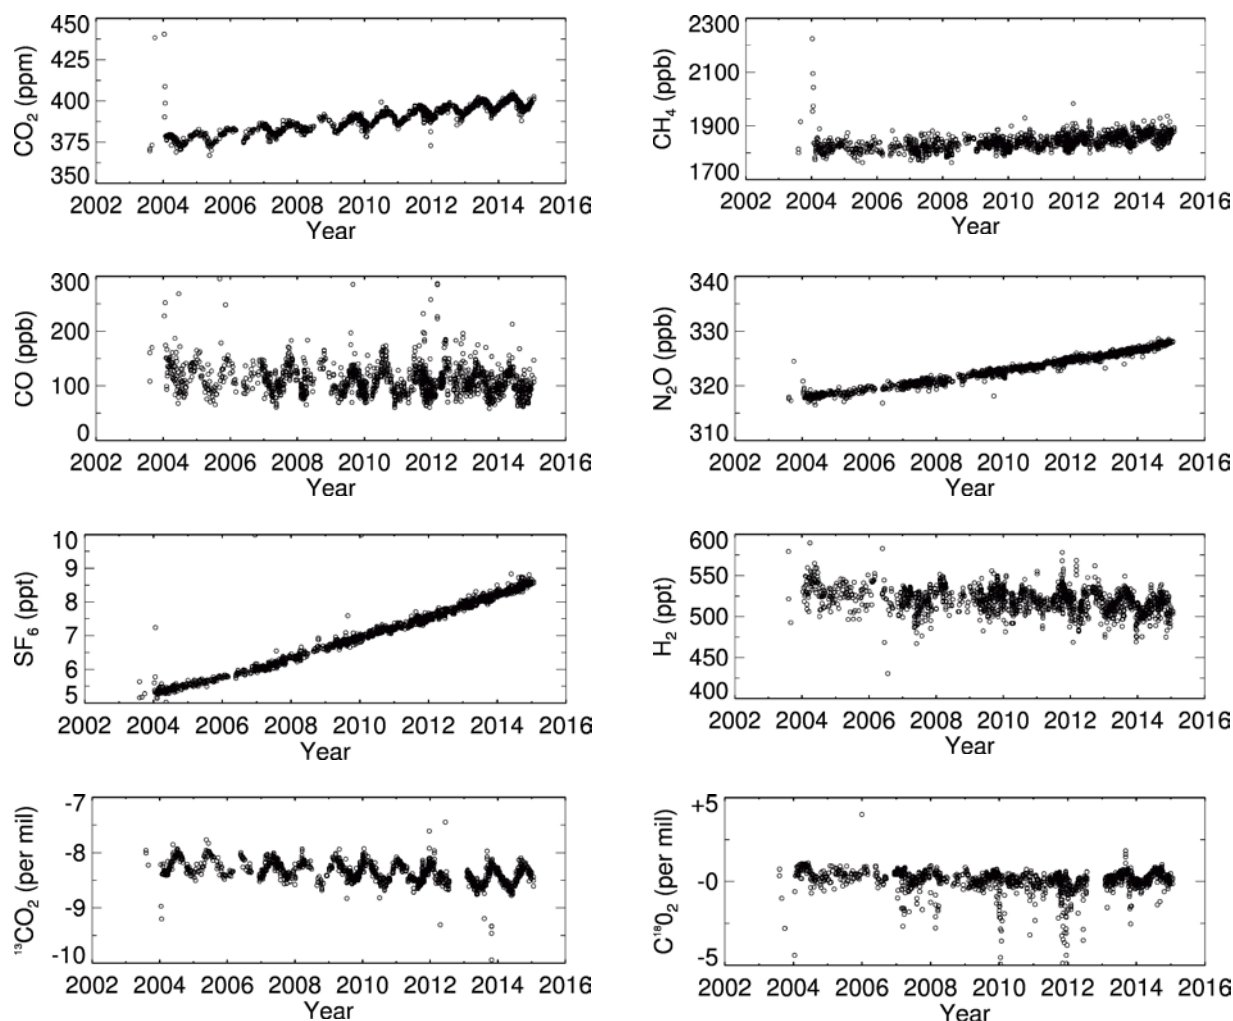 450
425
400
375
350
CO₂ (ppm)
2002 2004 2006 2008 2010 2012 2014 2016
Year
2300
2100
1900
1700
CH₄ (ppb)
2002 2004 2006 2008 2010 2012 2014 2016
Year
300
200
100
0
CO (ppb)
2002 2004 2006 2008 2010 2012 2014 2016
Year
340
330
320
310
N₂O (ppb)
2002 2004 2006 2008 2010 2012 2014 2016
Year
10
9
8
7
6
5
SF₆ (ppt)
2002 2004 2006 2008 2010 2012 2014 2016
Year
600
550
500
450
400
H₂ (ppt)
2002 2004 2006 2008 2010 2012 2014 2016
Year
-7
-8
-9
-10
¹³CO₂ (per mil)
2002 2004 2006 2008 2010 2012 2014 2016
Year
+5
-0
-5
C¹⁸0₂ (per mil)
2002 2004 2006 2008 2010 2012 2014 2016
Year